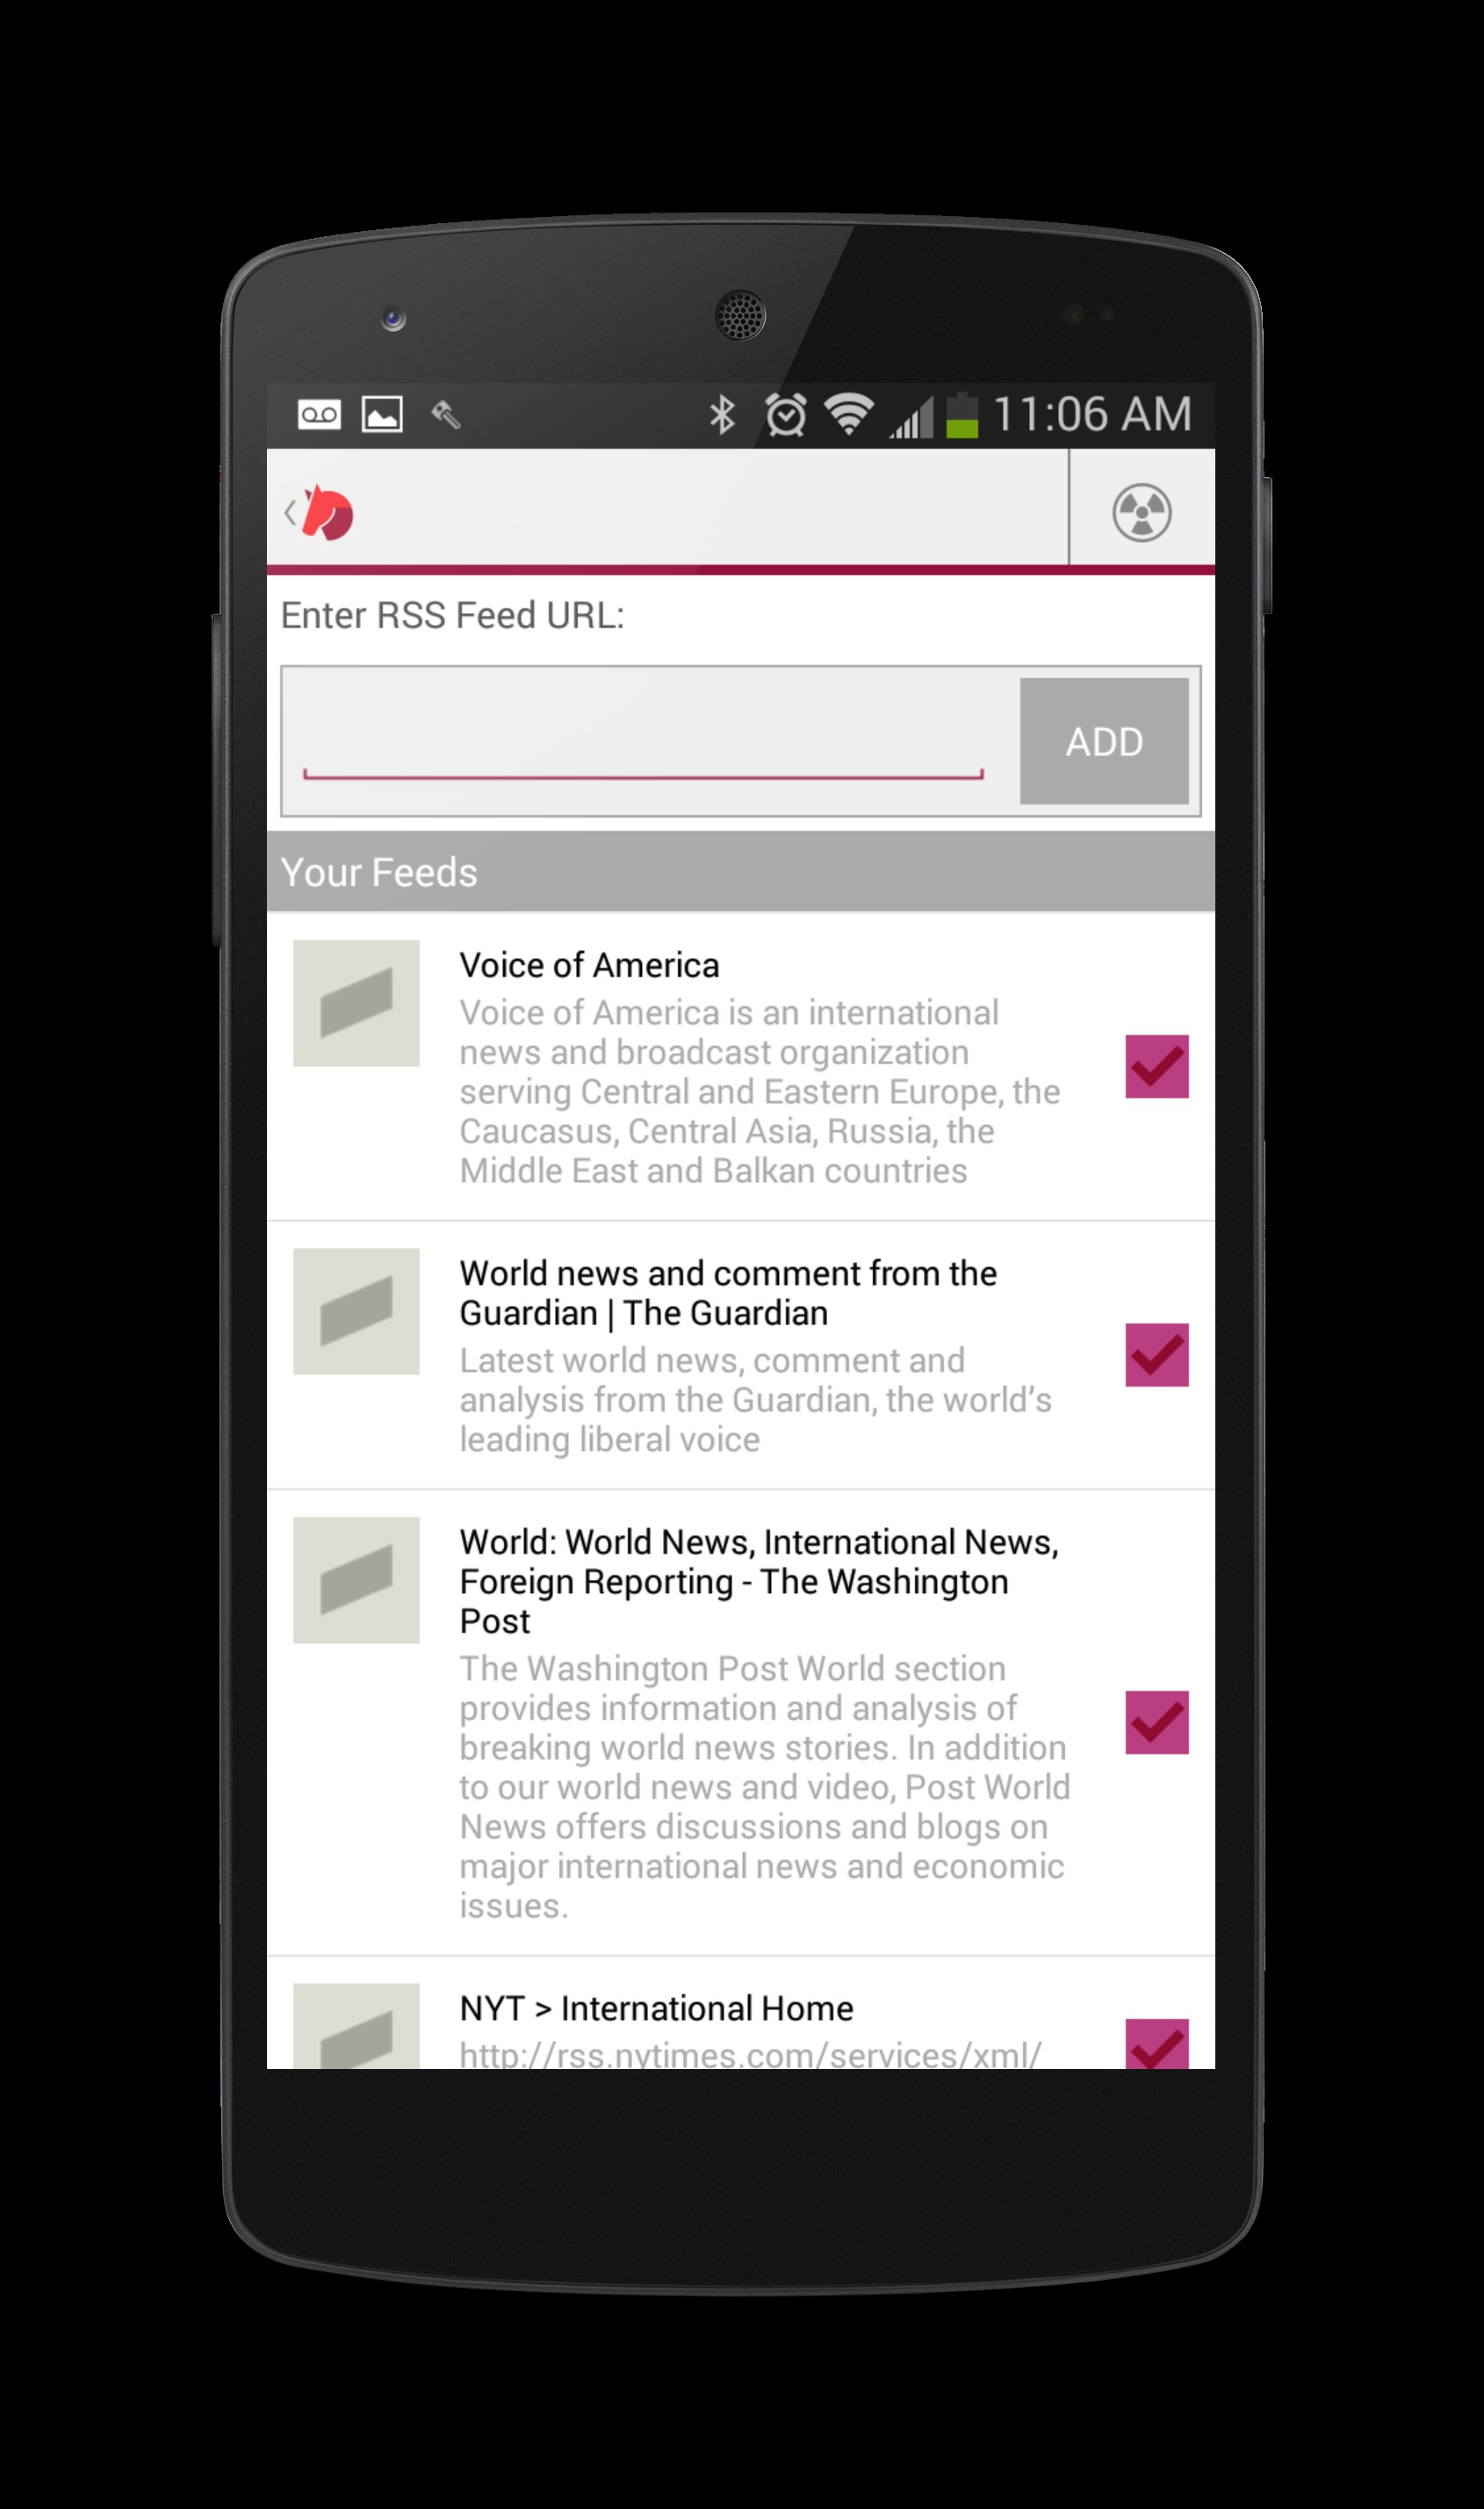 11:06 AM
Enter RSS Feed URL:
ADD
Your Feeds
Voice of America
Voice of America is an international
news and broadcast organization
serving Central and Eastern Europe, the
Caucasus, Central Asia, Russia, the
Middle East and Balkan countries
World news and comment from the
Guardian | The Guardian
Latest world news, comment and
analysis from the Guardian, the world's
leading liberal voice
World: World News, International News,
Foreign Reporting - The Washington
Post
The Washington Post World section
provides information and analysis of
breaking world news stories. In addition
to our world news and video, Post World
News offers discussions and blogs on
major international news and economic
issues.
NYT > International Home
http://rss.nytimes.com/services/xml/